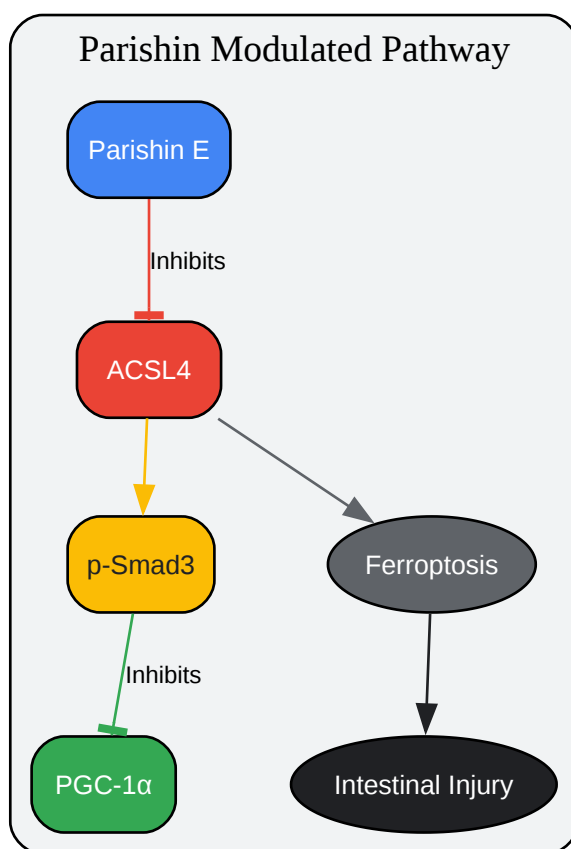 Parishin Modulated Pathway
Parishin E
Inhibits
ACSL4
p-Smad3
Ferroptosis
Inhibits
PGC-1α
Intestinal Injury